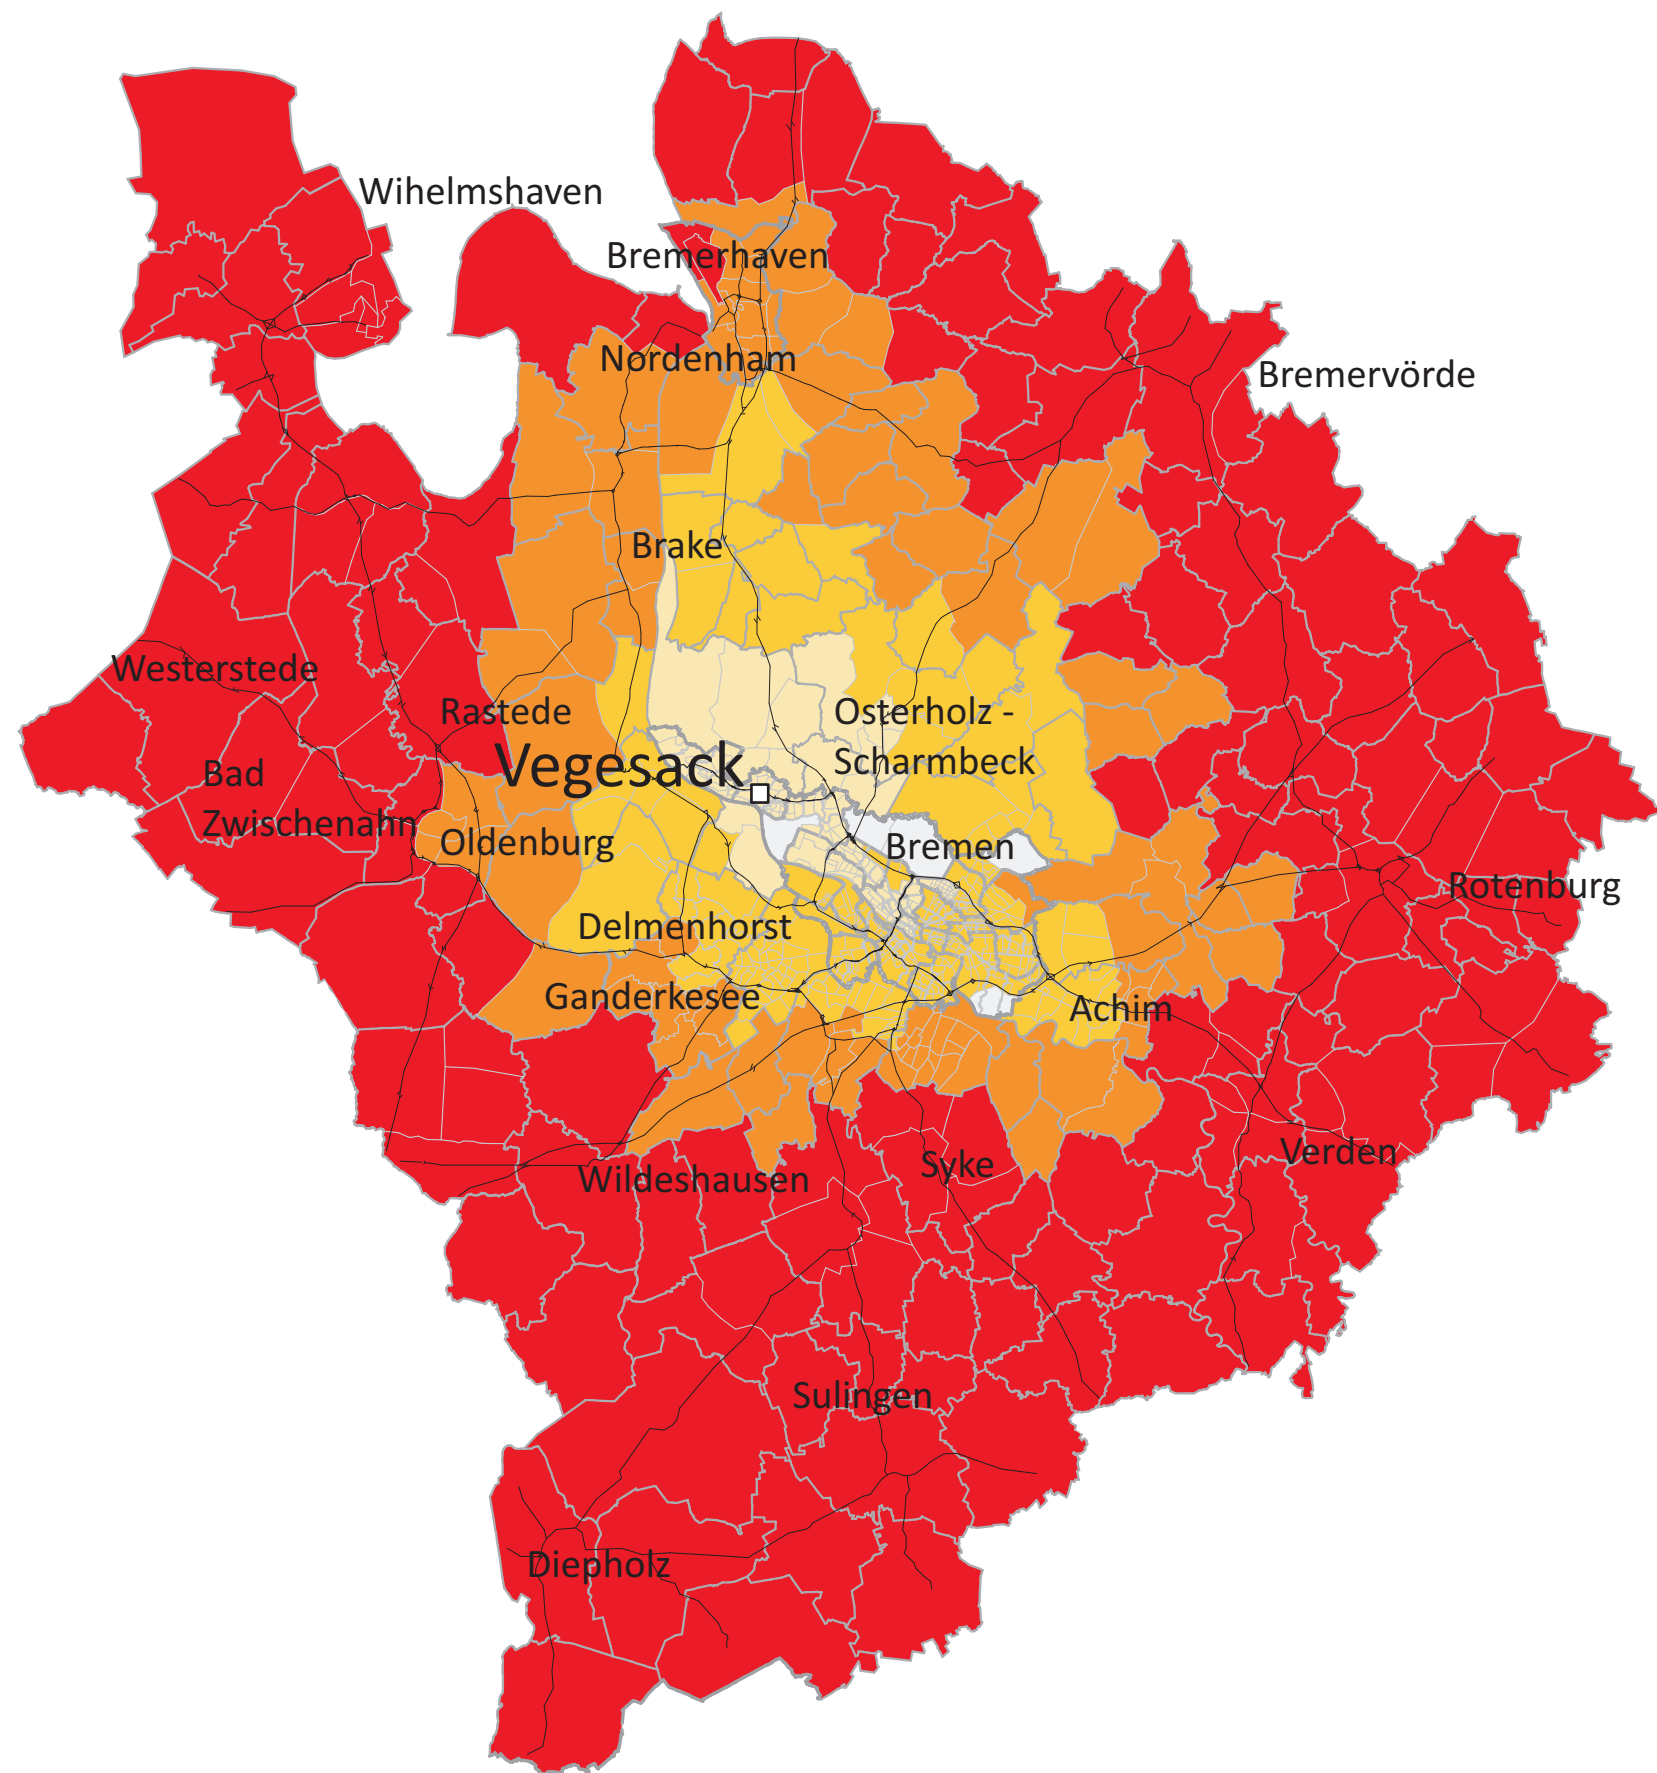 Wihelmshaven
Bremerhaven
Nordenham
Bremervörde
Brake
Westerstede
Rastede
Osterholz -
Scharmbeck
Vegesack
Bad
Zwischenahn
Oldenburg
Bremen
Rotenburg
Delmenhorst
Ganderkesee
Achim
Verden
Syke
Wildeshausen
Sulingen
Diepholz